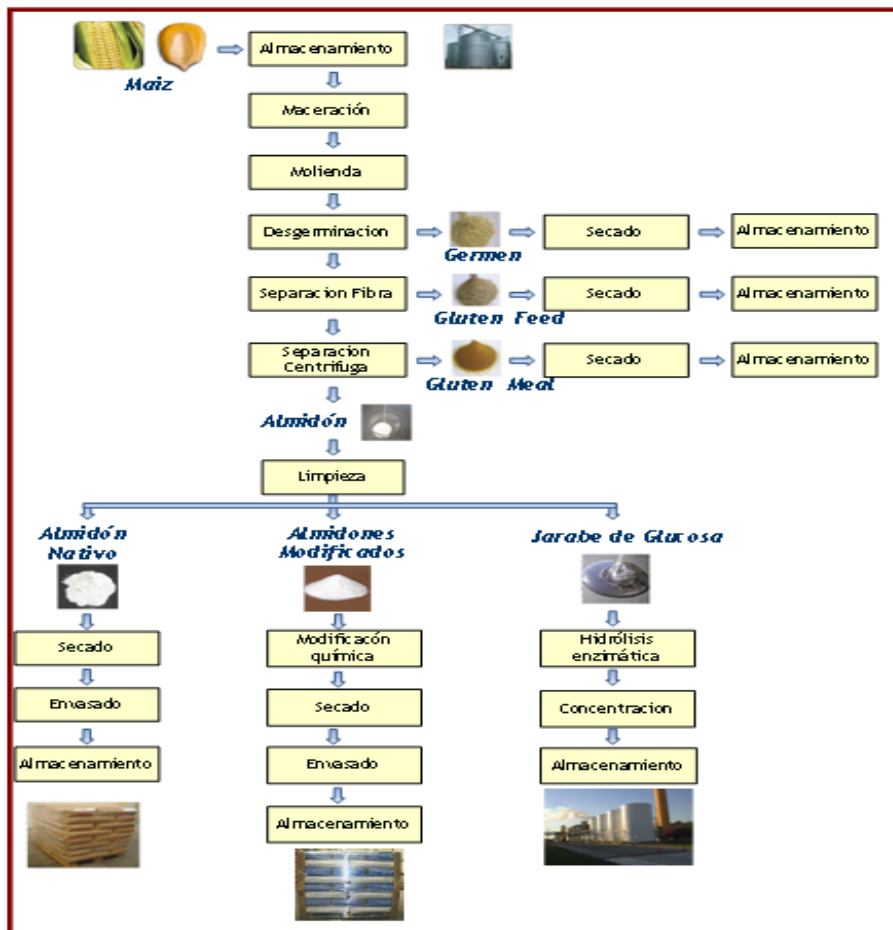 Almacenamiento
Maiz
Maceración
Molienda
Desgerminacion
Germen
Secado
Almacenamiento
Separacion Fibra
Gluten Feed
Secado
Almacenamiento
Separacion
Centrifuga
Gluten Meal
Secado
Almacenamiento
Almidón
Limpieza
Almidón
Nativo
Secado
Envasado
Almacenamiento
Almidones
Modificados
Modificacón
química
Secado
Envasado
Almacenamiento
Jarabe de Glucosa
Hidrólisis
enzimática
Concentracion
Almacenamiento